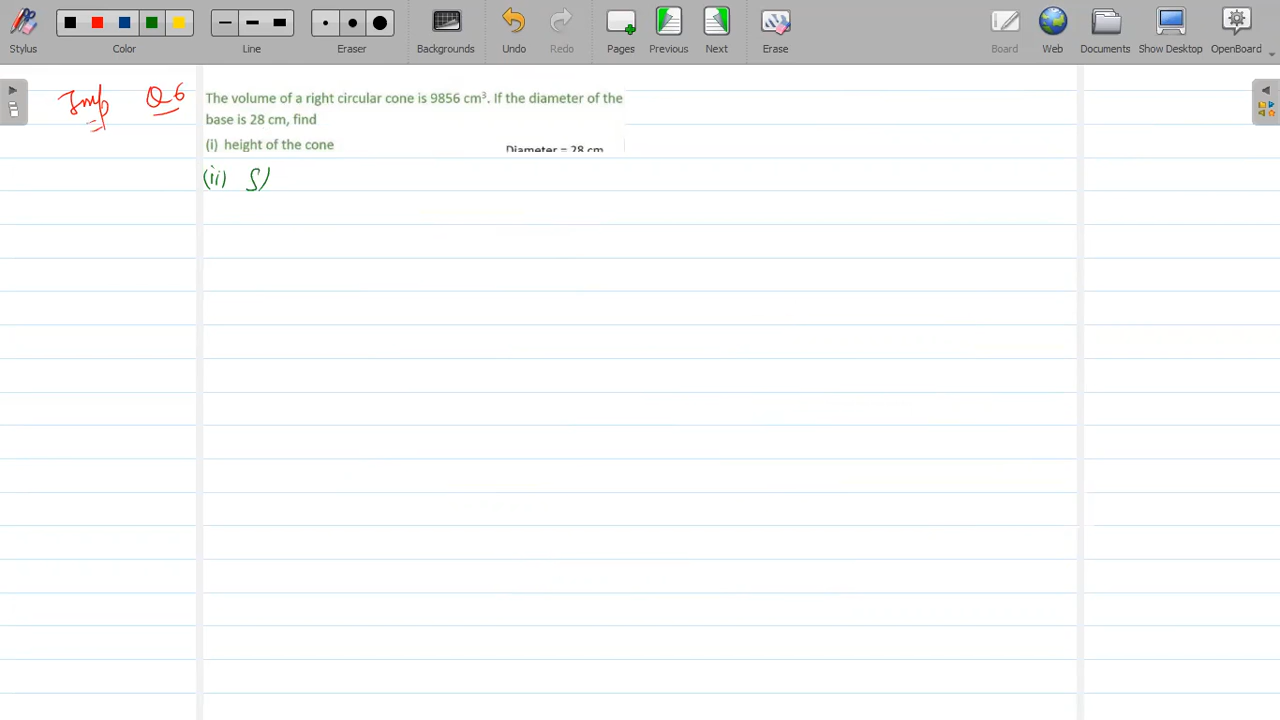 Stylus Color Line Eraser Backgrounds Undo Redo Pages Previous Next Erase Board Web Documents Show Desktop OpenBoard
Imp Q6
The volume of a right circular cone is 9856 cm³. If the diameter of the
base is 28 cm, find
(i) height of the cone
Diameter = 28 cm
(ii) Sl